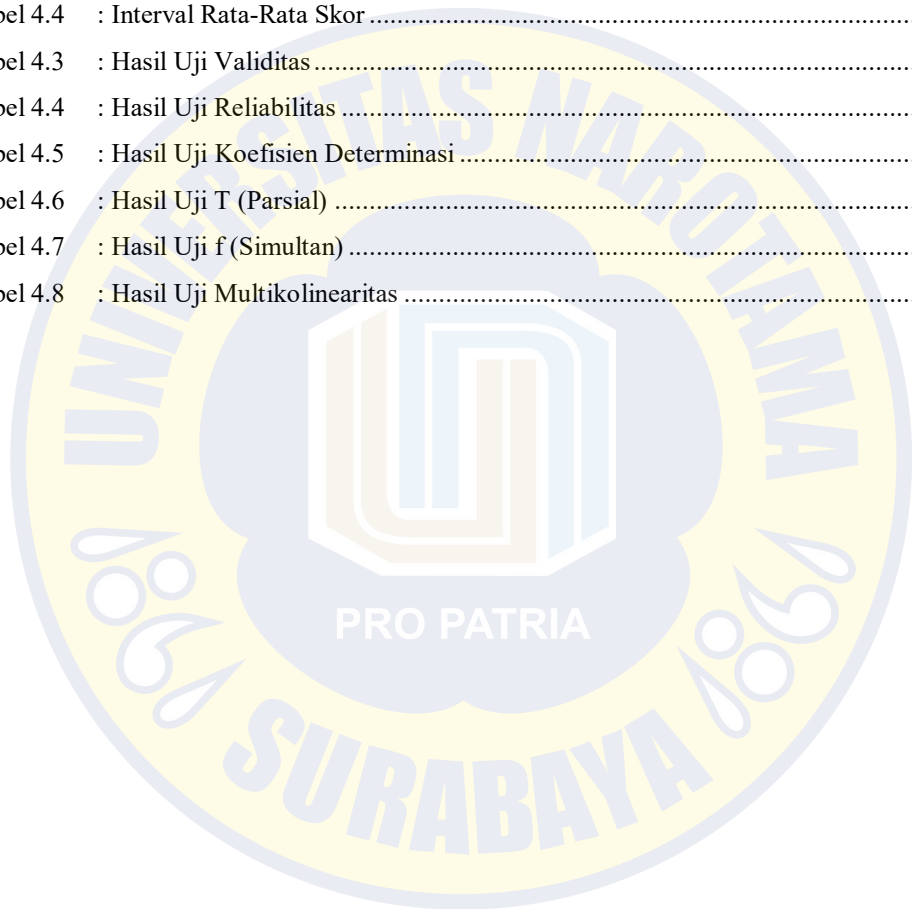 bel 4.4 : Interval Rata-Rata Skor ....................................................................................
bel 4.3 : Hasil Uji Validitas ...........................................................................................
bel 4.4 : Hasil Uji Reliabilitas .......................................................................................
bel 4.5 : Hasil Uji Koefisien Determinasi ....................................................................
bel 4.6 : Hasil Uji T (Parsial) ........................................................................................
bel 4.7 : Hasil Uji f (Simultan) ......................................................................................
bel 4.8 : Hasil Uji Multikolinearitas .............................................................................
UNIVERSITAS NAROTAMA
PRO PATRIA
SURABAYA